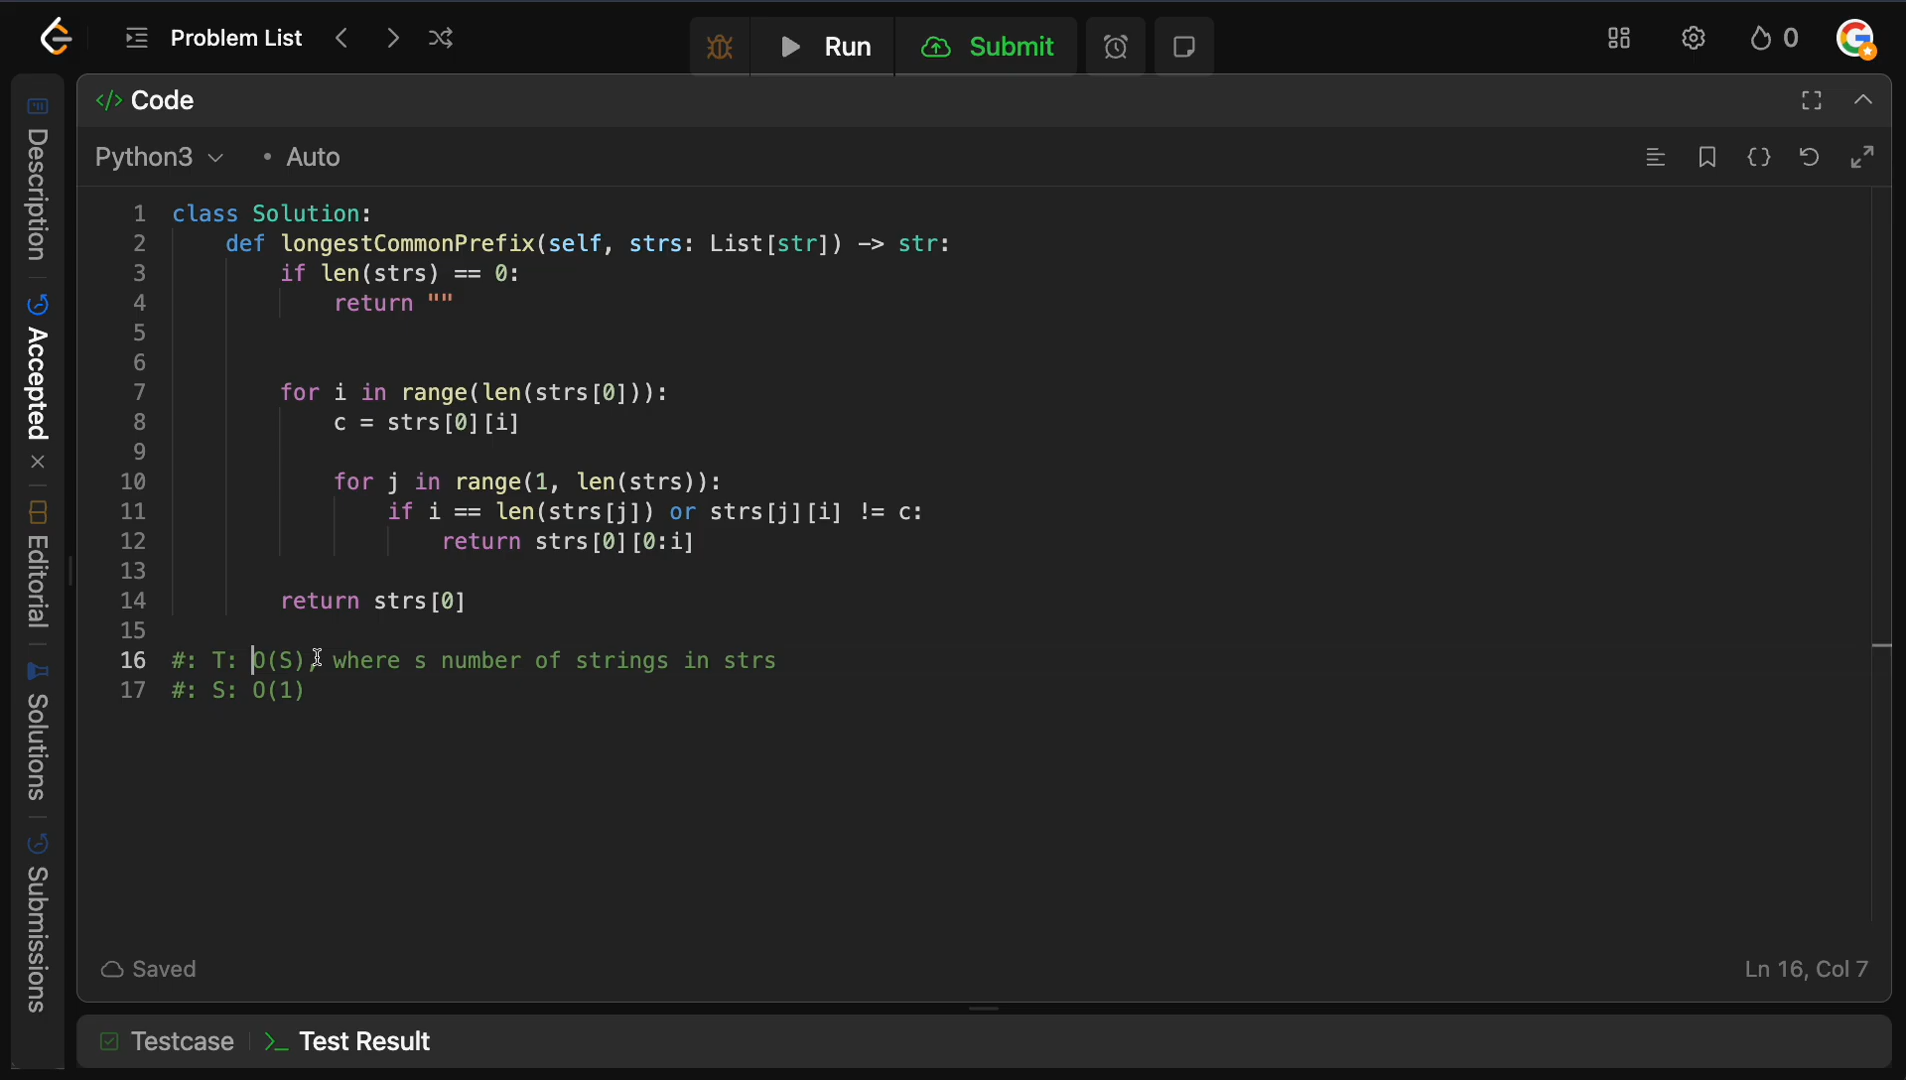 Problem List
Run
Submit
0
</> Code
Python3
• Auto
1 class Solution:
2 def longestCommonPrefix(self, strs: List[str]) -> str:
3 if len(strs) == 0:
4 return ""
5
6
7 for i in range(len(strs[0])):
8 c = strs[0][i]
9
10 for j in range(1, len(strs)):
11 if i == len(strs[j]) or strs[j][i] != c:
12 return strs[0][0:i]
13
14 return strs[0]
15
16 #: T: O(S), where s number of strings in strs
17 #: S: O(1)
Saved
Ln 16, Col 7
Testcase
Test Result
Description
Accepted
Editorial
Solutions
Submissions